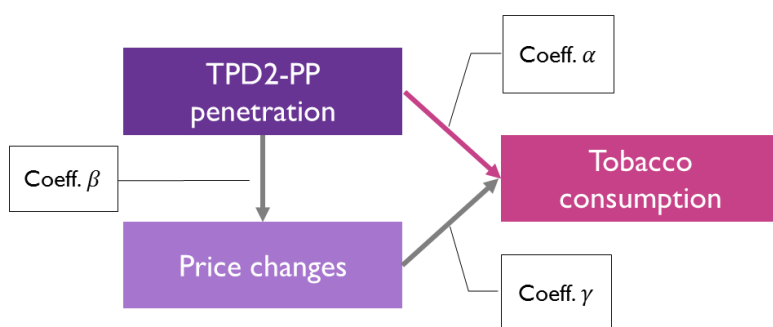 TPD2-PP
penetration
Coeff. α
Coeff. β
Tobacco
consumption
Price changes
Coeff. γ